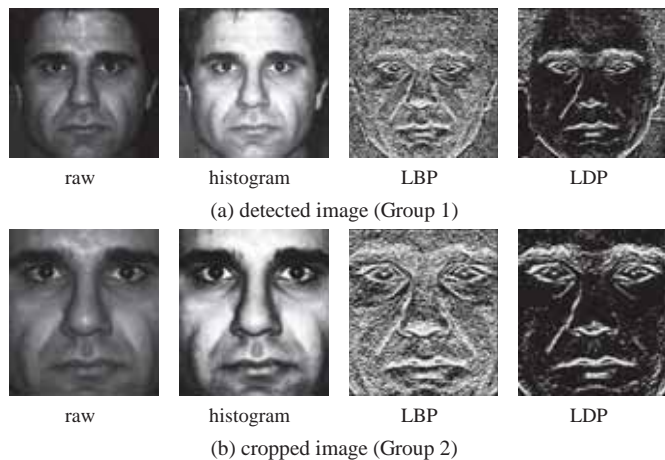 raw histogram LBP LDP
(a) detected image (Group 1)
raw histogram LBP LDP
(b) cropped image (Group 2)